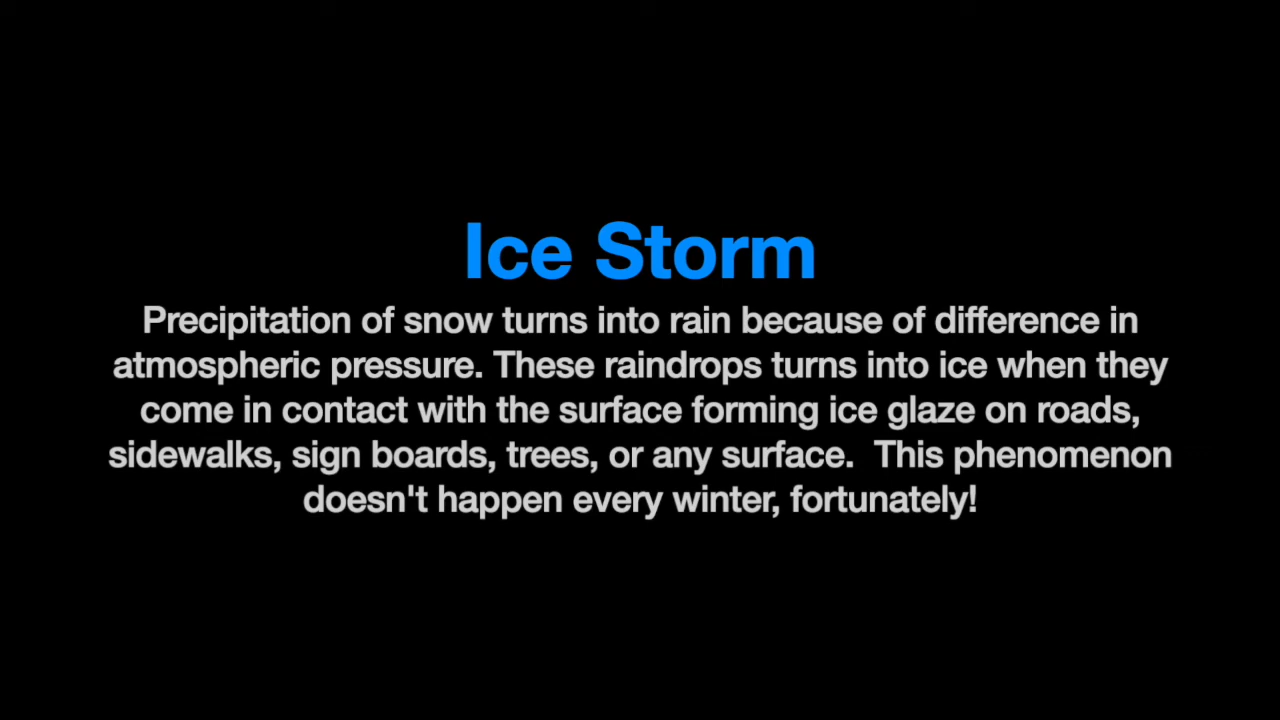 Ice Storm
Precipitation of snow turns into rain because of difference in
atmospheric pressure. These raindrops turns into ice when they
come in contact with the surface forming ice glaze on roads,
sidewalks, sign boards, trees, or any surface.  This phenomenon
doesn't happen every winter, fortunately!